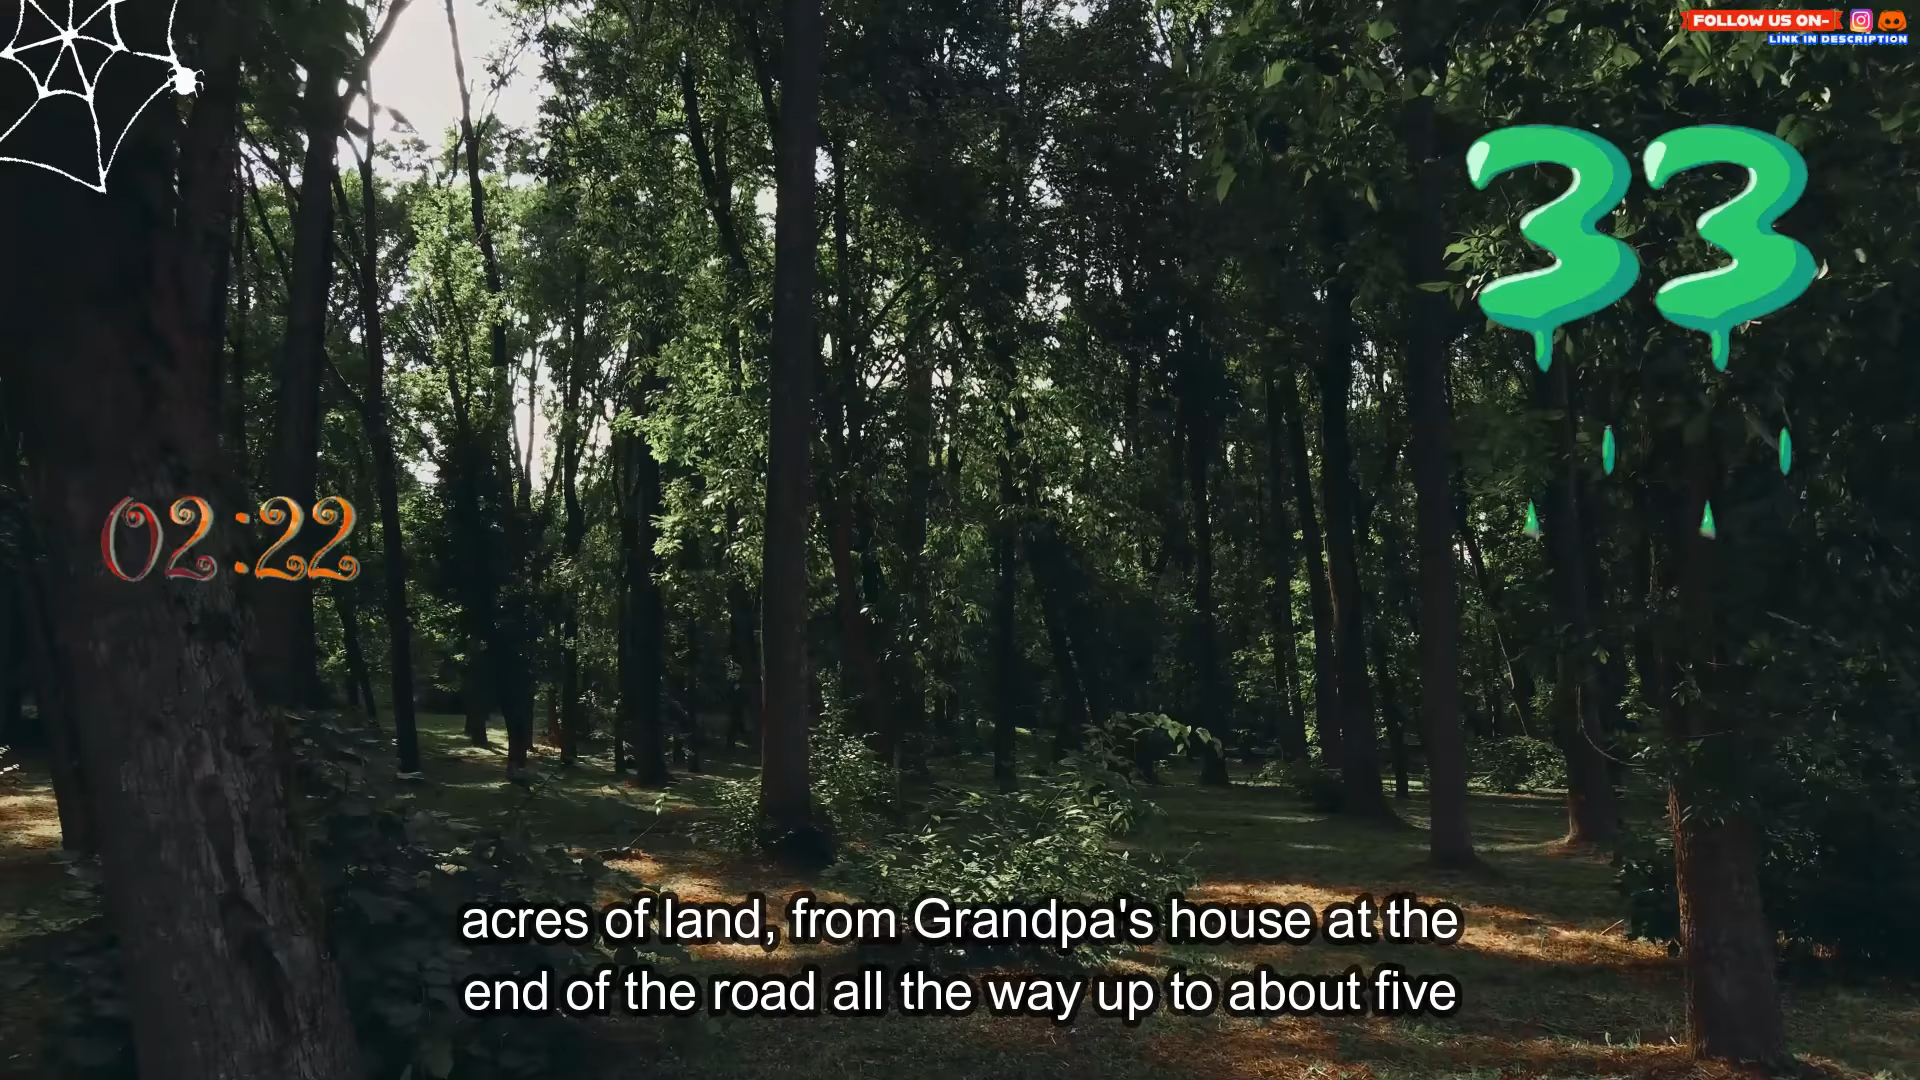 FOLLOW US ON-
LINK IN DESCRIPTION
33
02:22
acres of land, from Grandpa's house at the
end of the road all the way up to about five